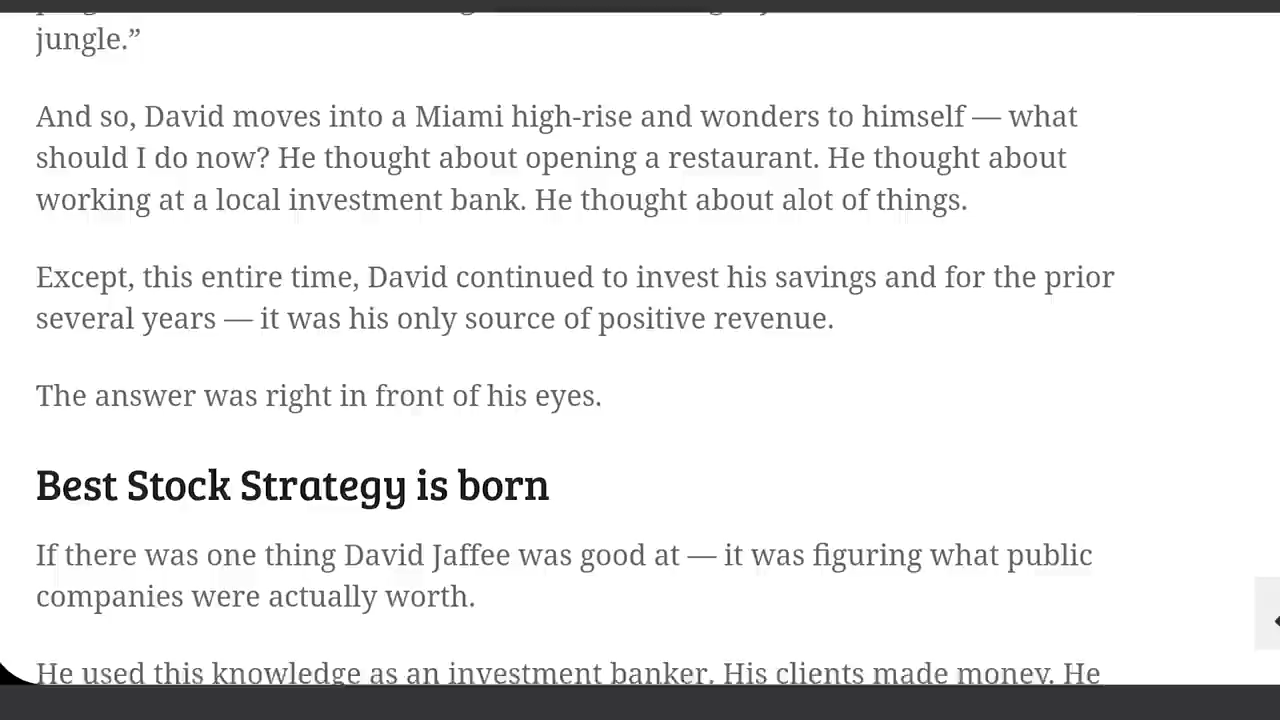 jungle.”
And so, David moves into a Miami high-rise and wonders to himself — what
should I do now? He thought about opening a restaurant. He thought about
working at a local investment bank. He thought about alot of things.
Except, this entire time, David continued to invest his savings and for the prior
several years — it was his only source of positive revenue.
The answer was right in front of his eyes.
Best Stock Strategy is born
If there was one thing David Jaffee was good at — it was figuring what public
companies were actually worth.
He used this knowledge as an investment banker. His clients made money. He